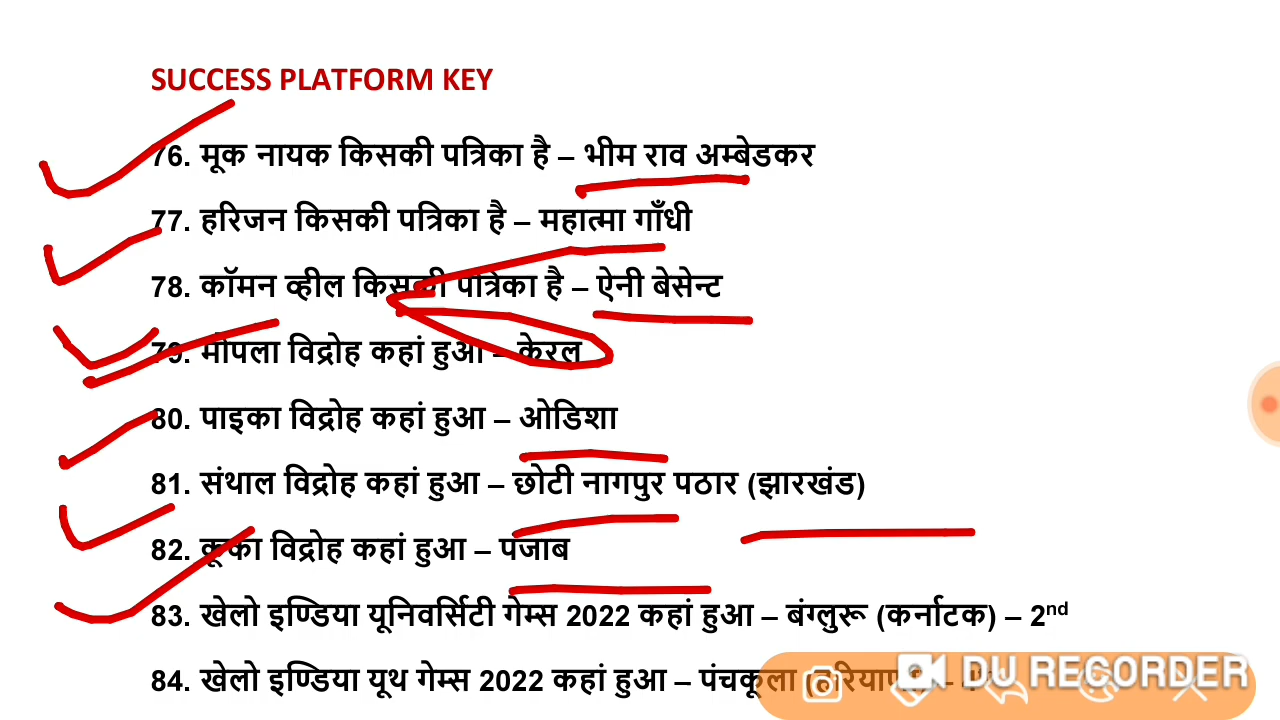 SUCCESS PLATFORM KEY
76. मूक नायक किसकी पत्रिका है – भीम राव अम्बेडकर
77. हरिजन किसकी पत्रिका है – महात्मा गाँधी
78. कॉमन व्हील किसकी पत्रिका है – ऐनी बेसेन्ट
79. मोपला विद्रोह कहां हुआ – केरल
80. पाइका विद्रोह कहां हुआ – ओडिशा
81. संथाल विद्रोह कहां हुआ – छोटी नागपुर पठार (झारखंड)
82. कूका विद्रोह कहां हुआ – पंजाब
83. खेलो इण्डिया यूनिवर्सिटी गेम्स 2022 कहां हुआ – बंग्लुरू (कर्नाटक) – 2nd
84. खेलो इण्डिया यूथ गेम्स 2022 कहां हुआ – पंचकूला (हरियाणा) –
DU RECORDER